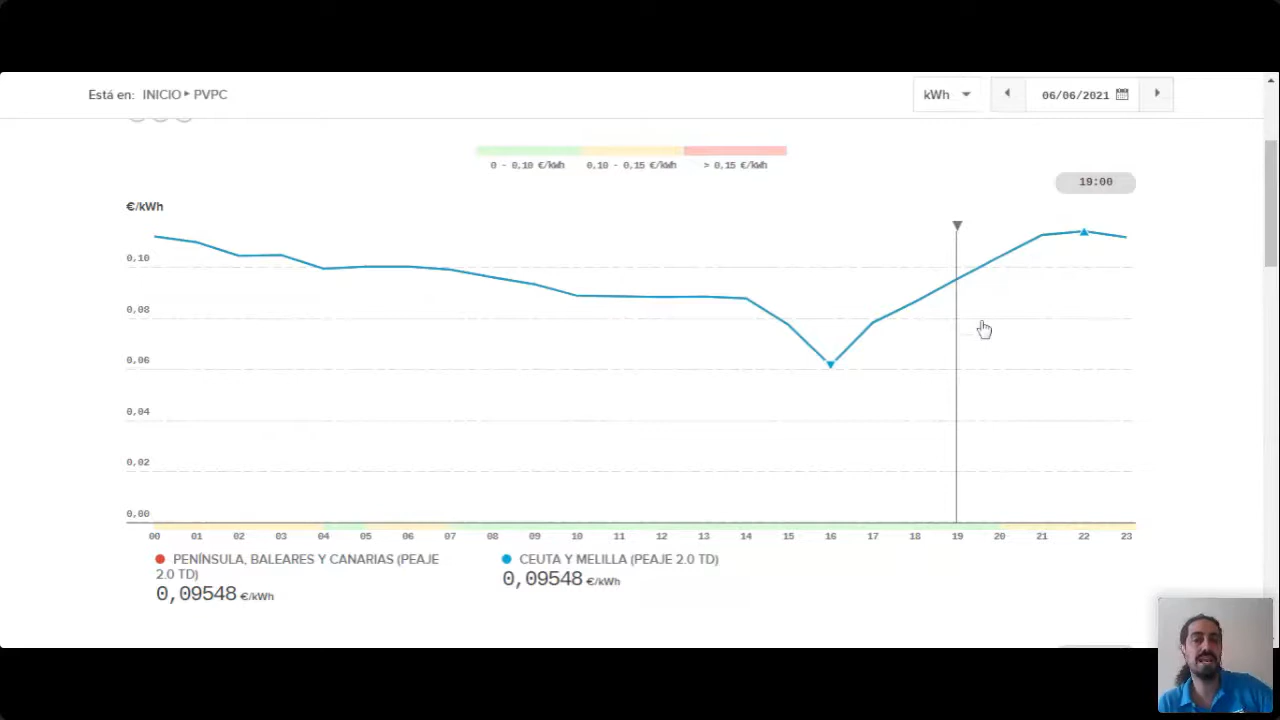 Está en: INICIO ▸ PVPC
kWh
06/06/2021
0 - 0,10 €/kWh 0,10 - 0,15 €/kWh > 0,15 €/kWh
19:00
€/kWh
0,10
0,08
0,06
0,04
0,02
0,00
00 01 02 03 04 05 06 07 08 09 10 11 12 13 14 15 16 17 18 19 20 21 22 23
PENÍNSULA, BALEARES Y CANARIAS (PEAJE
2.0 TD)
0,09548 €/kWh
CEUTA Y MELILLA (PEAJE 2.0 TD)
0,09548 €/kWh